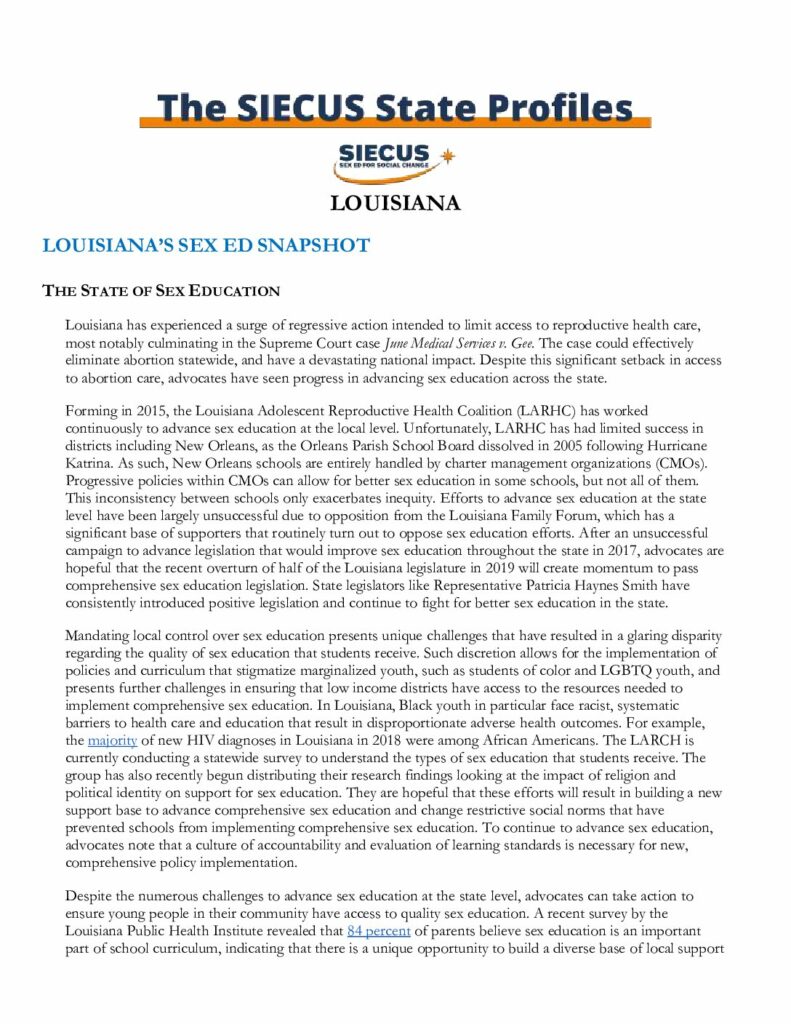 The SIECUS State Profiles
SIECUS
SEX ED FOR SOCIAL CHANGE
LOUISIANA
LOUISIANA'S SEX ED SNAPSHOT
THE STATE OF SEX EDUCATION
Louisiana has experienced a surge of regressive action intended to limit access to reproductive health care,
most notably culminating in the Supreme Court case June Medical Services v. Gee. The case could effectively
eliminate abortion statewide, and have a devastating national impact. Despite this significant setback in access
to abortion care, advocates have seen progress in advancing sex education across the state.
Forming in 2015, the Louisiana Adolescent Reproductive Health Coalition (LARHC) has worked
continuously to advance sex education at the local level. Unfortunately, LARHC has had limited success in
districts including New Orleans, as the Orleans Parish School Board dissolved in 2005 following Hurricane
Katrina. As such, New Orleans schools are entirely handled by charter management organizations (CMOs).
Progressive policies within CMOs can allow for better sex education in some schools, but not all of them.
This inconsistency between schools only exacerbates inequity. Efforts to advance sex education at the state
level have been largely unsuccessful due to opposition from the Louisiana Family Forum, which has a
significant base of supporters that routinely turn out to oppose sex education efforts. After an unsuccessful
campaign to advance legislation that would improve sex education throughout the state in 2017, advocates are
hopeful that the recent overturn of half of the Louisiana legislature in 2019 will create momentum to pass
comprehensive sex education legislation. State legislators like Representative Patricia Haynes Smith have
consistently introduced positive legislation and continue to fight for better sex education in the state.
Mandating local control over sex education presents unique challenges that have resulted in a glaring disparity
regarding the quality of sex education that students receive. Such discretion allows for the implementation of
policies and curriculum that stigmatize marginalized youth, such as students of color and LGBTQ youth, and
presents further challenges in ensuring that low income districts have access to the resources needed to
implement comprehensive sex education. In Louisiana, Black youth in particular face racist, systematic
barriers to health care and education that result in disproportionate adverse health outcomes. For example,
the majority of new HIV diagnoses in Louisiana in 2018 were among African Americans. The LARCH is
currently conducting a statewide survey to understand the types of sex education that students receive. The
group has also recently begun distributing their research findings looking at the impact of religion and
political identity on support for sex education. They are hopeful that these efforts will result in building a new
support base to advance comprehensive sex education and change restrictive social norms that have
prevented schools from implementing comprehensive sex education. To continue to advance sex education,
advocates note that a culture of accountability and evaluation of learning standards is necessary for new,
comprehensive policy implementation.
Despite the numerous challenges to advance sex education at the state level, advocates can take action to
ensure young people in their community have access to quality sex education. A recent survey by the
Louisiana Public Health Institute revealed that 84 percent of parents believe sex education is an important
part of school curriculum, indicating that there is a unique opportunity to build a diverse base of local support